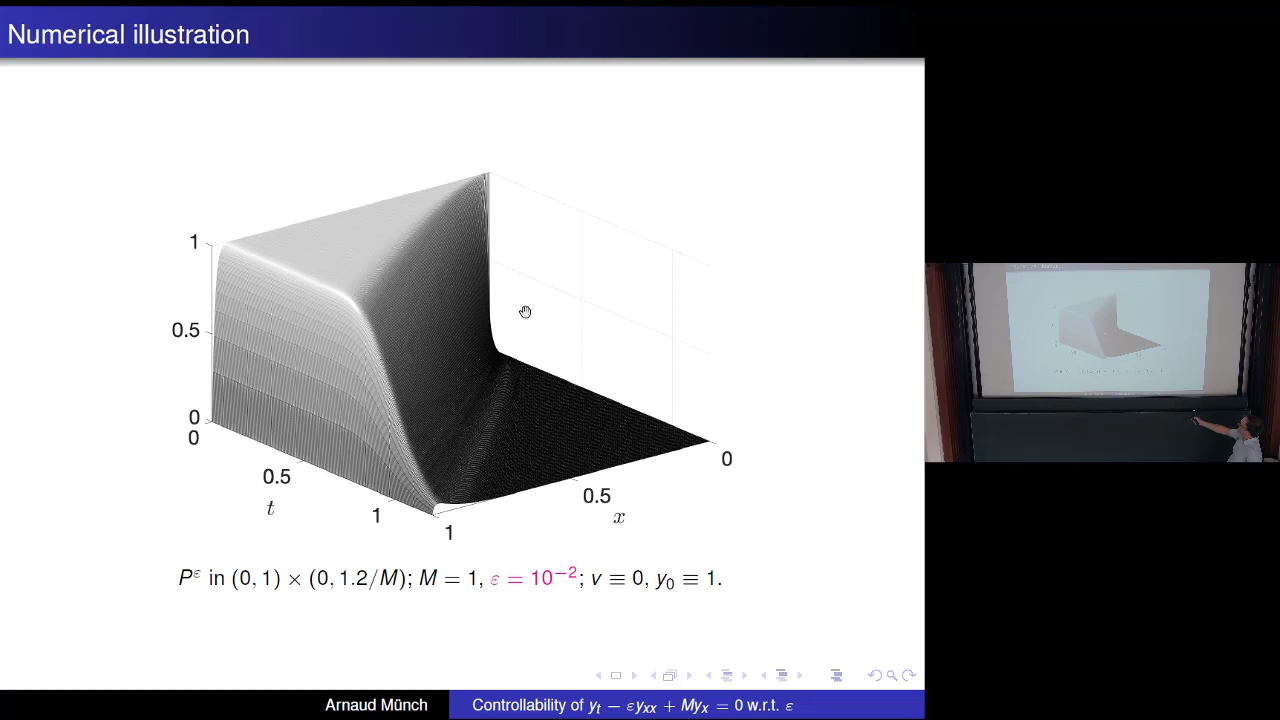 Numerical illustration
1
0.5
0
0
0.5
1
t
1
0.5
0
x
P^ε in (0, 1) × (0, 1.2/M); M = 1, ε = 10⁻²; v ≡ 0, y₀ ≡ 1.
Arnaud Münch
Controllability of y_t − εy_xx + My_x = 0 w.r.t. ε